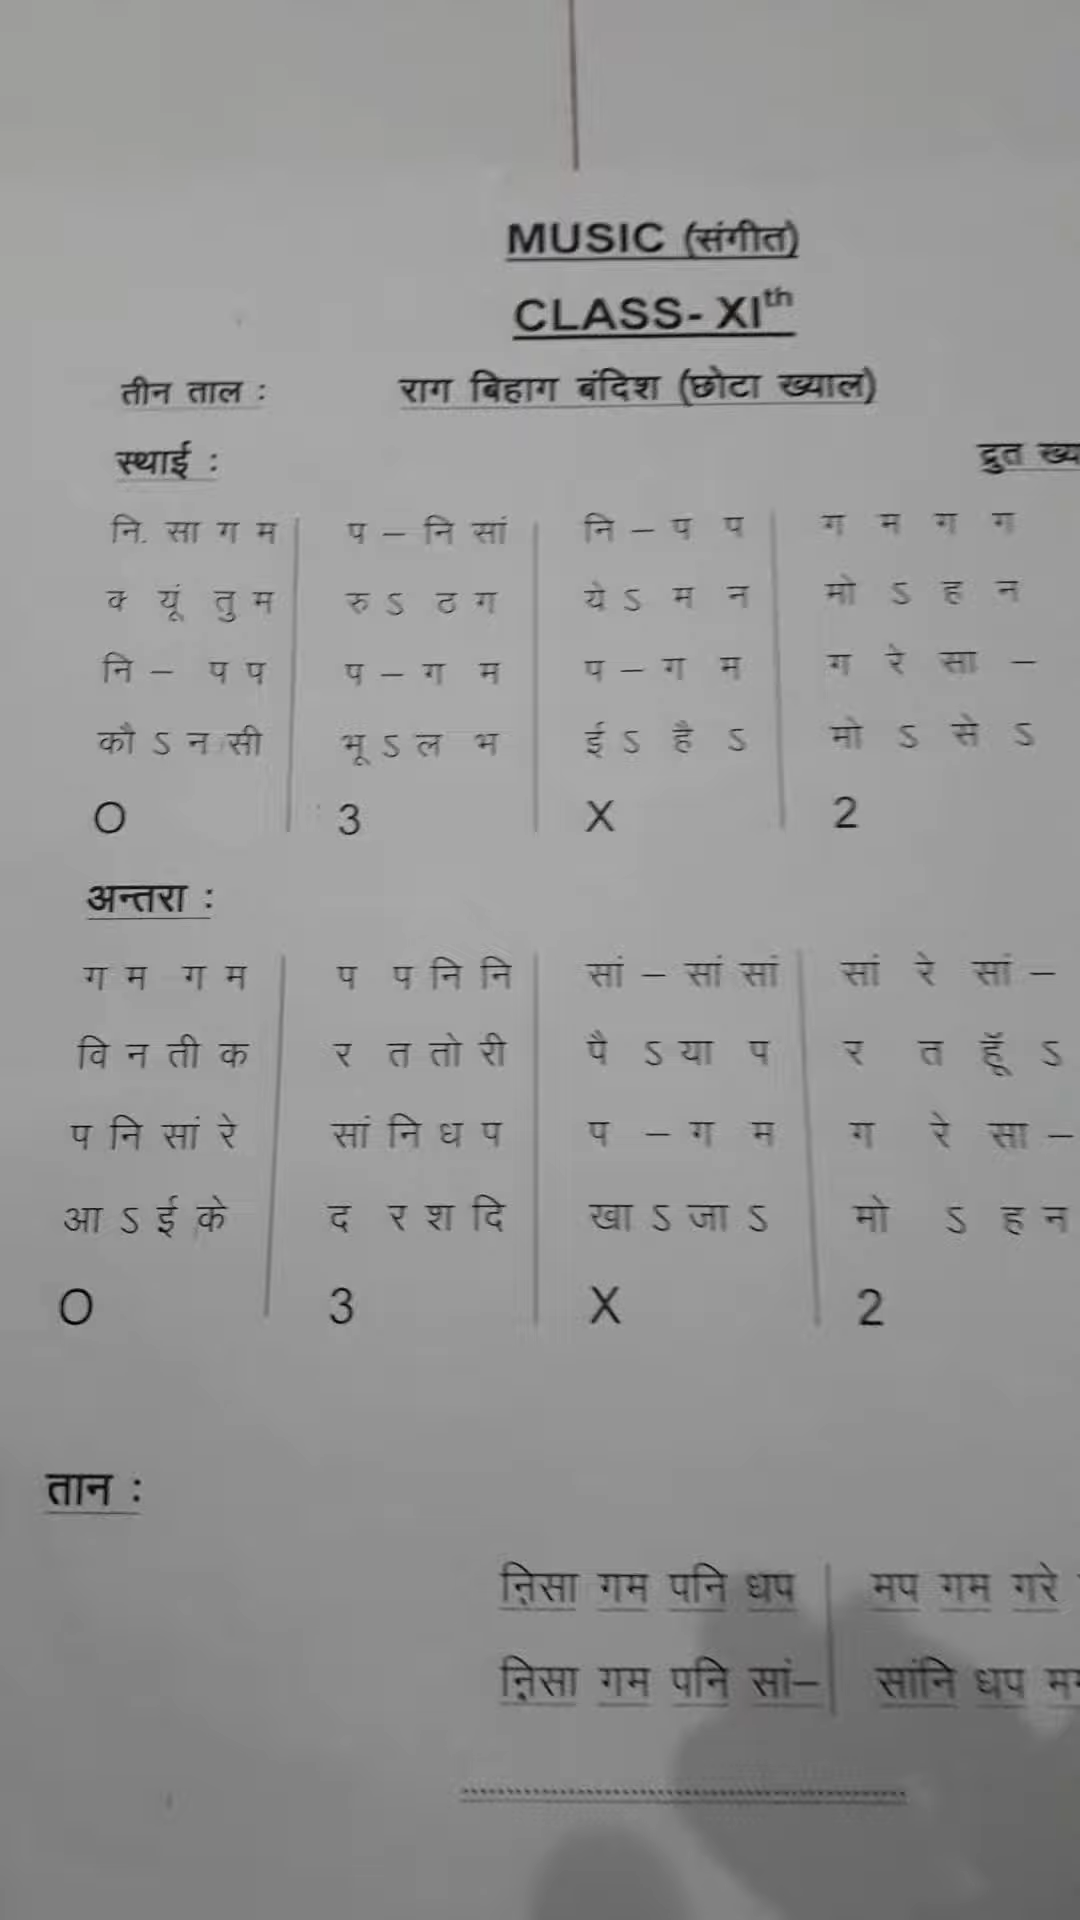 MUSIC (संगीत)
CLASS- XIth
तीन ताल : राग बिहाग बंदिश (छोटा ख्याल)
स्थाई : द्रुत
नि. सा ग म प – नि सां नि – प प ग म ग ग
क यूं तु म रु ऽ ठ ग ये ऽ म न मो ऽ ह न
नि – प प प – ग म प – ग म ग रे सा –
कौ ऽ न सी भू ऽ ल भ ई ऽ है ऽ मो ऽ से ऽ
O 3 X 2
अन्तरा :
ग म ग म प प नि नि सां – सां सां सां रे सां –
वि न ती क र त तो री पै ऽ या प र त हूँ ऽ
प नि सां रे सां नि ध प प – ग म ग रे सा –
आ ऽ ई के द र श दि खा ऽ जा ऽ मो ऽ ह न
O 3 X 2
तान :
ऩिसा गम पनि धप मप गम गरे
ऩिसा गम पनि सां– सांनि धप